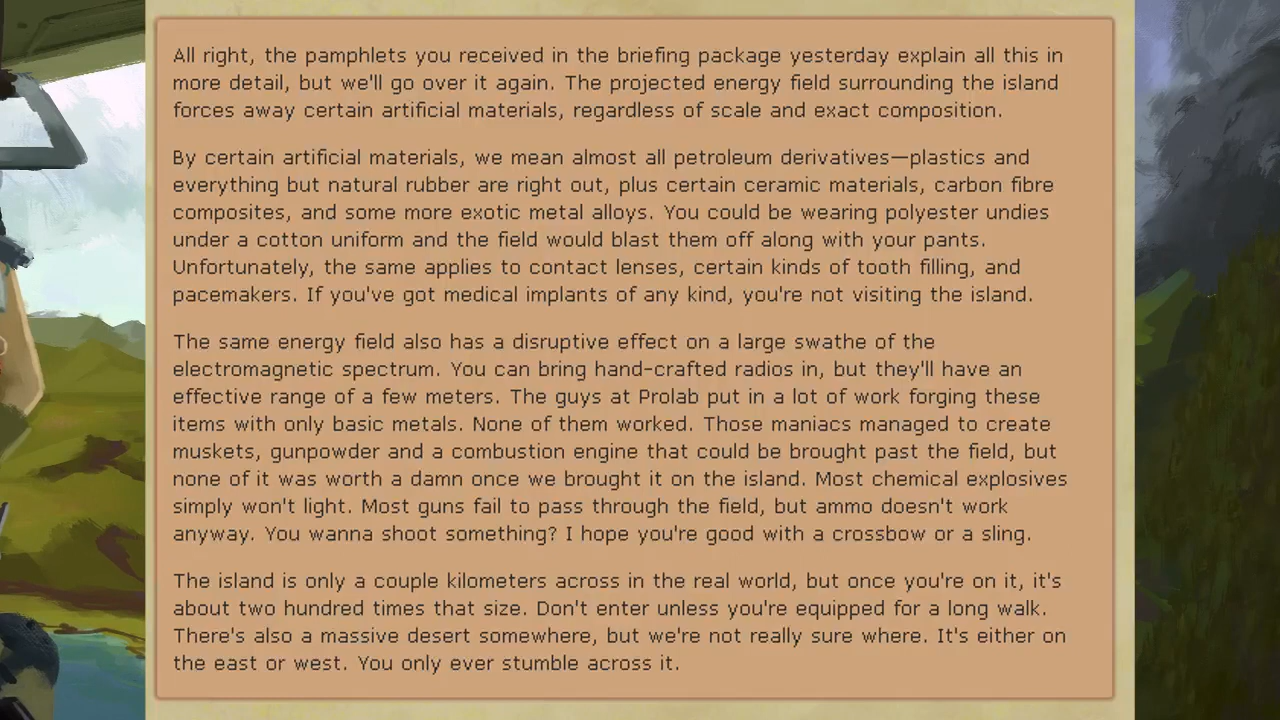 All right, the pamphlets you received in the briefing package yesterday explain all this in
more detail, but we'll go over it again. The projected energy field surrounding the island
forces away certain artificial materials, regardless of scale and exact composition.
By certain artificial materials, we mean almost all petroleum derivatives—plastics and
everything but natural rubber are right out, plus certain ceramic materials, carbon fibre
composites, and some more exotic metal alloys. You could be wearing polyester undies
under a cotton uniform and the field would blast them off along with your pants.
Unfortunately, the same applies to contact lenses, certain kinds of tooth filling, and
pacemakers. If you've got medical implants of any kind, you're not visiting the island.
The same energy field also has a disruptive effect on a large swathe of the
electromagnetic spectrum. You can bring hand-crafted radios in, but they'll have an
effective range of a few meters. The guys at Prolab put in a lot of work forging these
items with only basic metals. None of them worked. Those maniacs managed to create
muskets, gunpowder and a combustion engine that could be brought past the field, but
none of it was worth a damn once we brought it on the island. Most chemical explosives
simply won't light. Most guns fail to pass through the field, but ammo doesn't work
anyway. You wanna shoot something? I hope you're good with a crossbow or a sling.
The island is only a couple kilometers across in the real world, but once you're on it, it's
about two hundred times that size. Don't enter unless you're equipped for a long walk.
There's also a massive desert somewhere, but we're not really sure where. It's either on
the east or west. You only ever stumble across it.